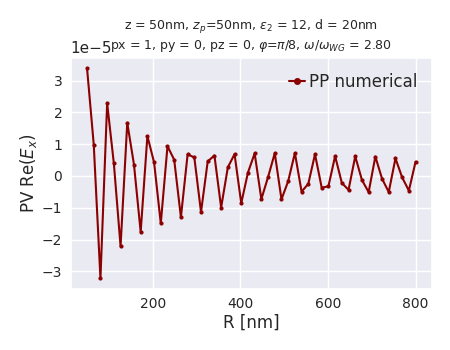 z = 50nm, z_p=50nm, ε_2 = 12, d = 20nm
px = 1, py = 0, pz = 0, φ=π/8, ω/ω_WG = 2.80
1e−5
PP numerical
PV Re(E_x)
3
2
1
0
−1
−2
−3
200 400 600 800
R [nm]